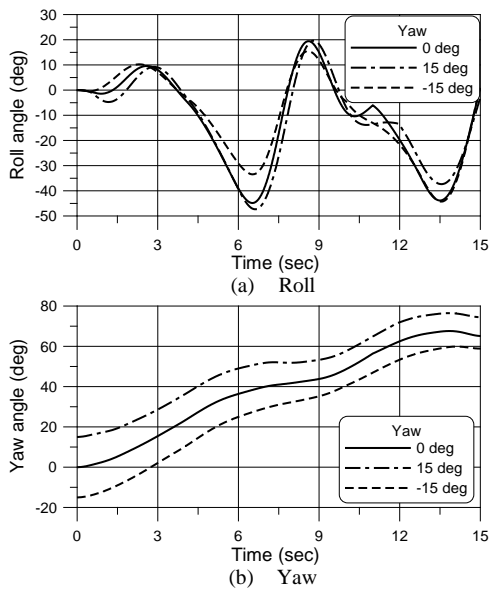 30
20
10
0
-10
-20
-30
-40
-50
Roll angle (deg)
Yaw
0 deg
15 deg
-15 deg
0 3 6 9 12 15
Time (sec)
(a) Roll
80
60
40
20
0
-20
Yaw angle (deg)
Yaw
0 deg
15 deg
-15 deg
0 3 6 9 12 15
Time (sec)
(b) Yaw